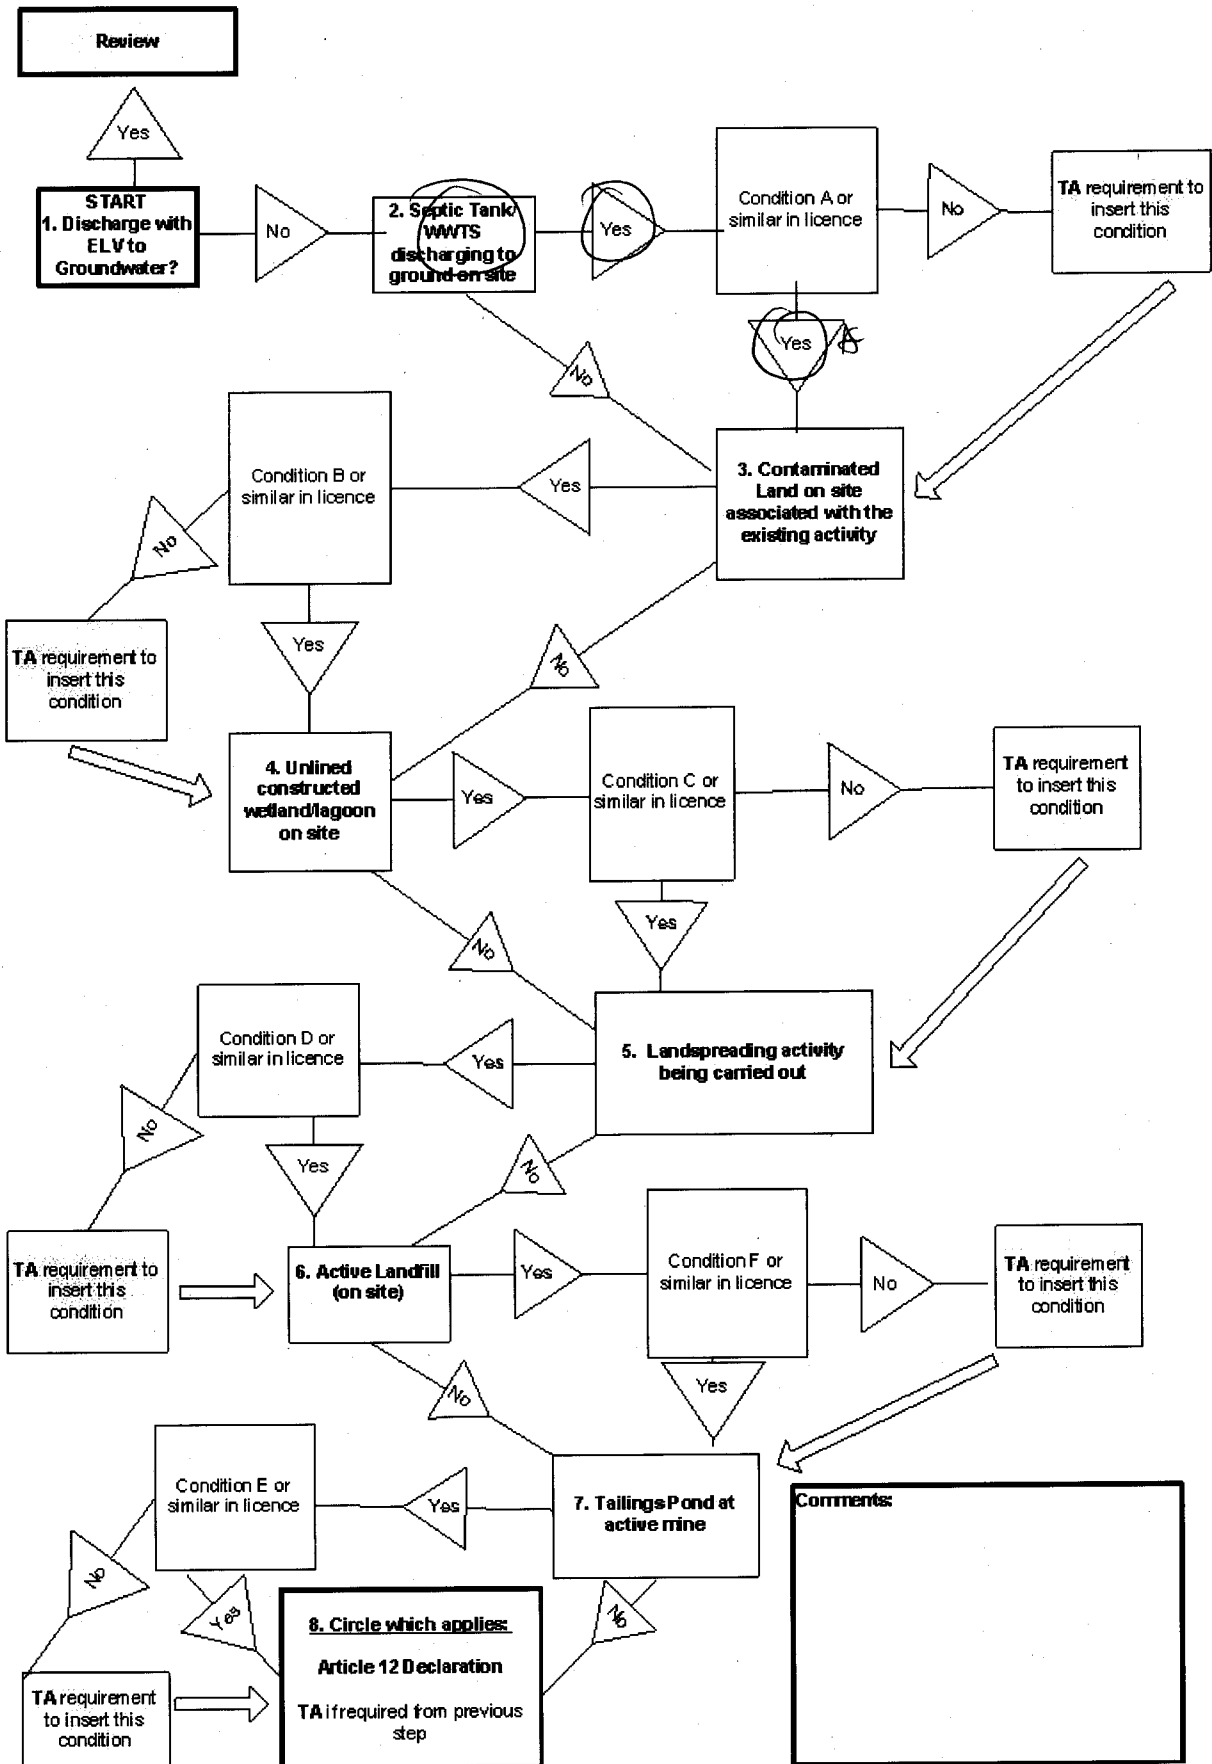 Review
Yes
START
1. Discharge with
ELV to
Groundwater?
No
2. Septic Tank/
WWTS
discharging to
ground on site
Yes
Condition A or
similar in licence
No
TA requirement to
insert this
condition
Yes
No
3. Contaminated
Land on site
associated with the
existing activity
Yes
Condition B or
similar in licence
No
TA requirement to
insert this
condition
Yes
No
4. Unlined
constructed
wetland/lagoon
on site
Yes
Condition C or
similar in licence
No
TA requirement
to insert this
condition
Yes
No
5. Landspreading activity
being carried out
Yes
Condition D or
similar in licence
No
TA requirement to
insert this
condition
Yes
No
6. Active Landfill
(on site)
Yes
Condition F or
similar in licence
No
TA requirement
to insert this
condition
Yes
No
7. Tailings Pond at
active mine
Yes
Condition E or
similar in licence
No
TA requirement
to insert this
condition
Yes
No
8. Circle which applies:
Article 12 Declaration
TA if required from previous
step
Comments: